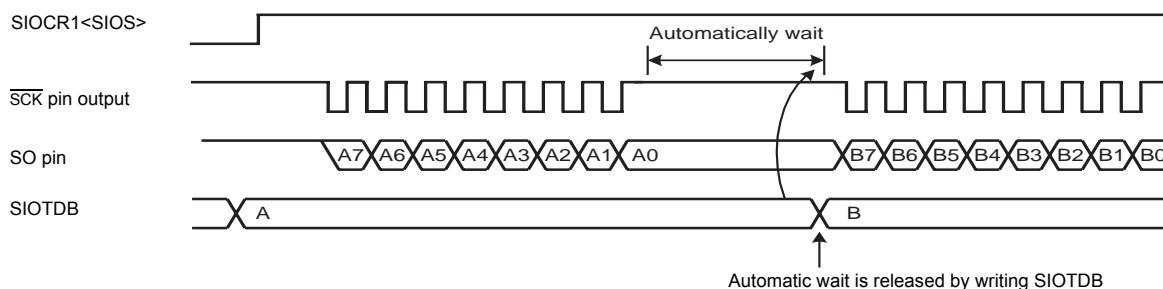 SIOCR1<SIOS>
Automatically wait
SCK pin output
SO pin
A7 A6 A5 A4 A3 A2 A1 A0 B7 B6 B5 B4 B3 B2 B1 B0
SIOTDB
A B
Automatic wait is released by writing SIOTDB